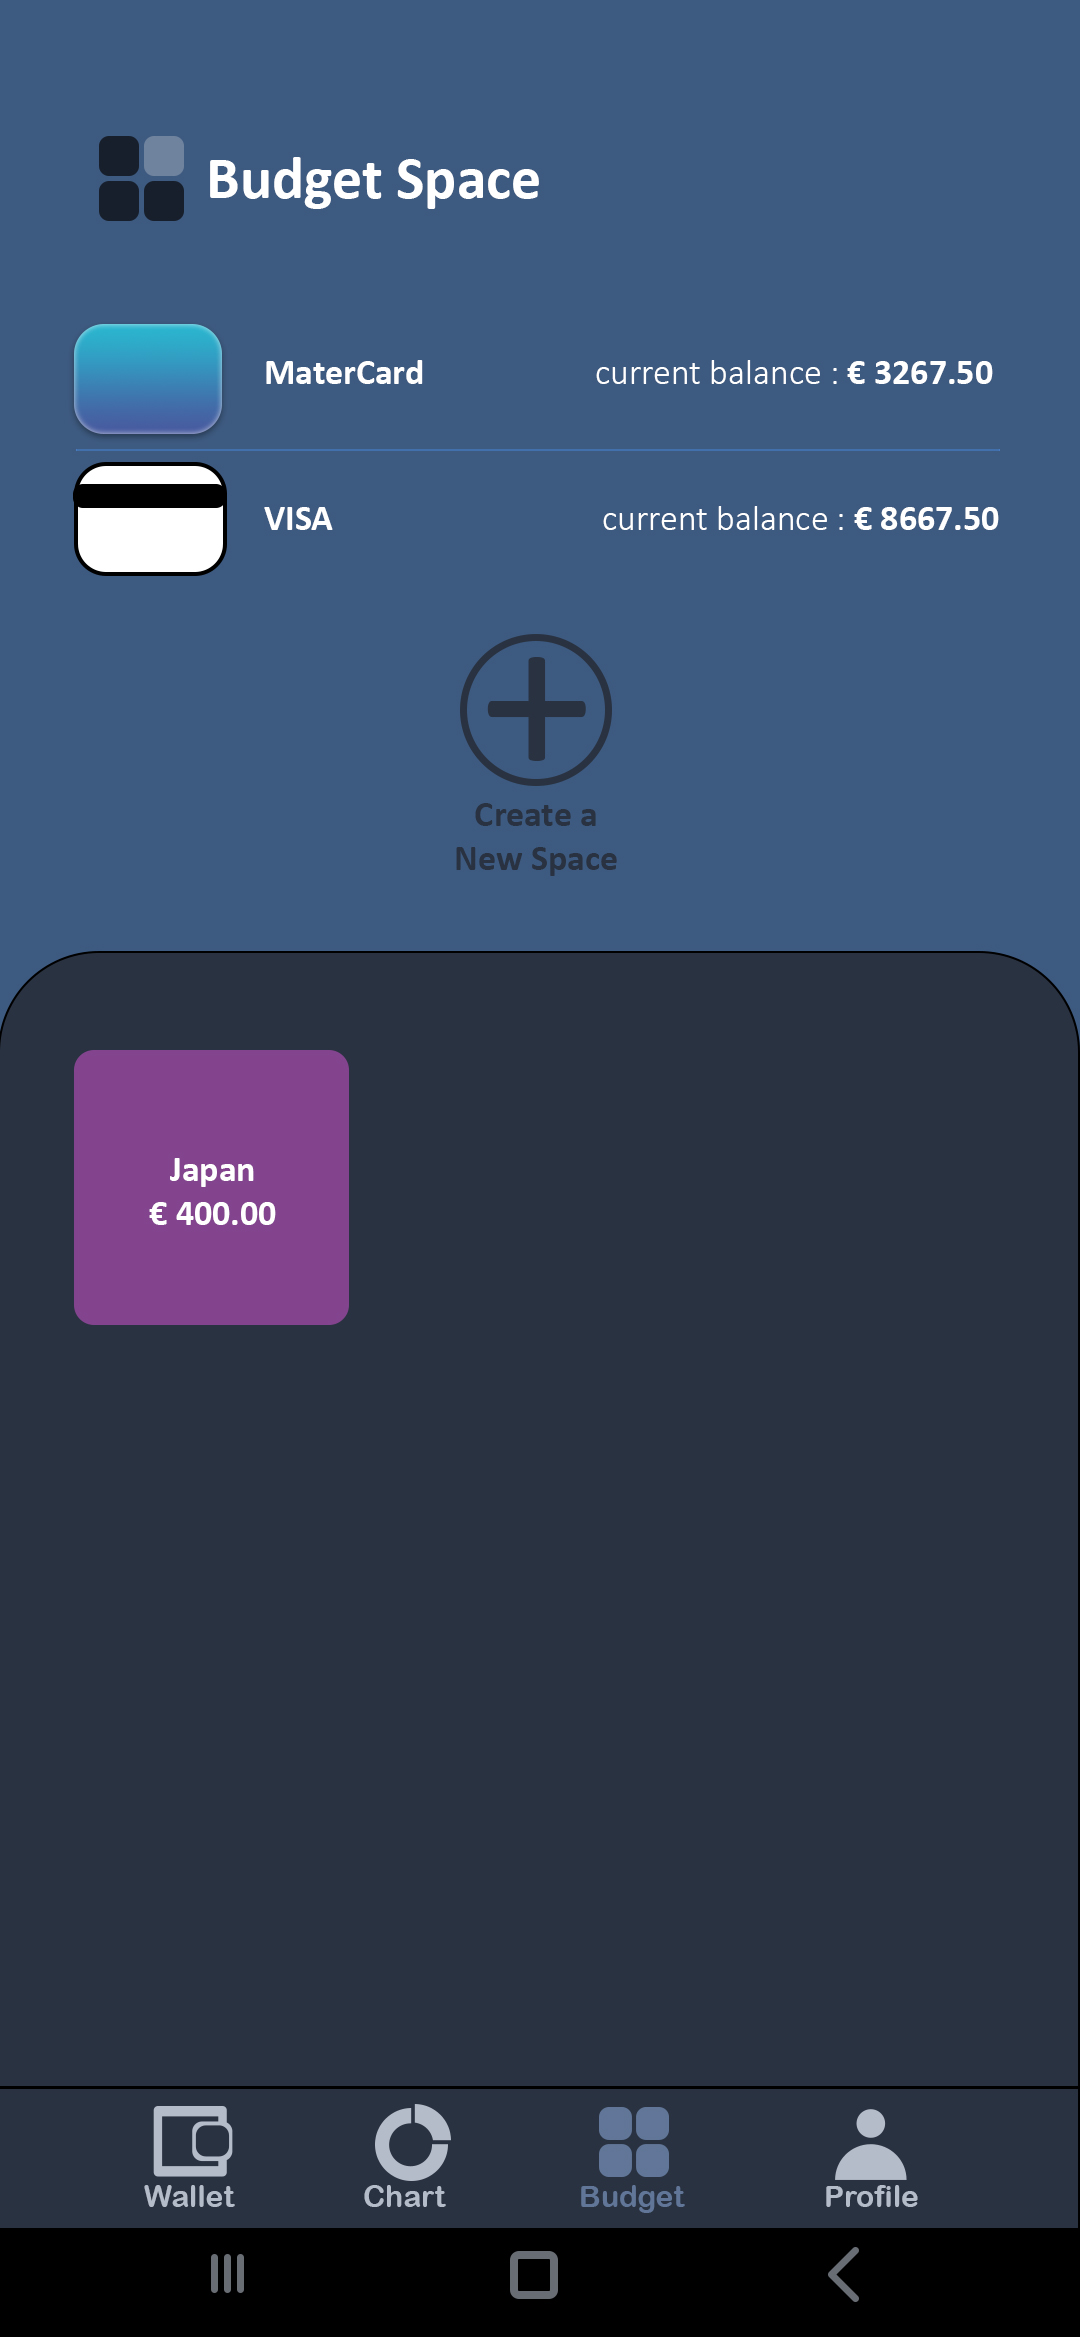 Budget Space
MaterCard current balance : € 3267.50
VISA current balance : € 8667.50
Create a
New Space
Japan
€ 400.00
Wallet Chart Budget Profile